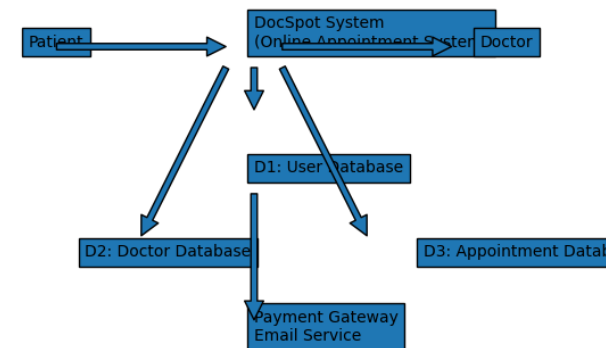 DocSpot System
Patient
(Online Appointment System
Doctor
D1: User Database
D2: Doctor Database
D3: Appointment Datab
Payment Gateway
Email Service